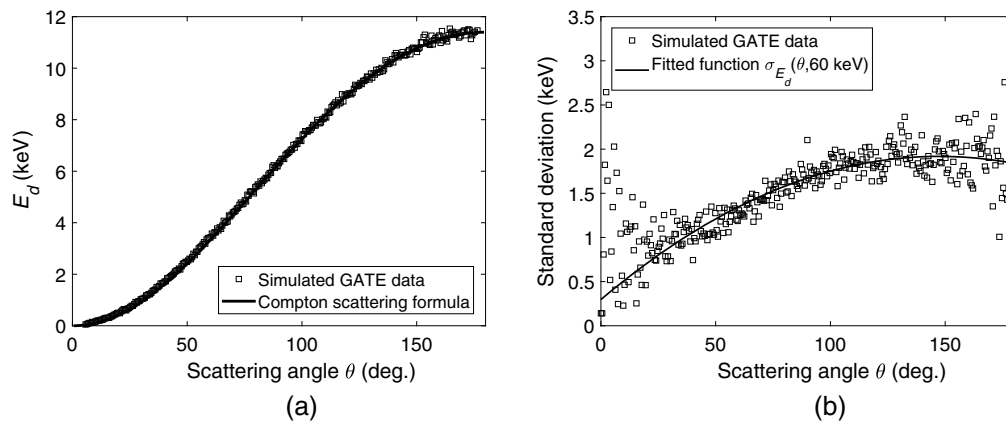 12
10
8
6
4
2
0
E_d (keV)
Simulated GATE data
Compton scattering formula
0 50 100 150
Scattering angle θ (deg.)
(a)
3.5
3
2.5
2
1.5
1
0.5
0
Standard deviation (keV)
Simulated GATE data
Fitted function σ_{E_d} (θ,60 keV)
0 50 100 150
Scattering angle θ (deg.)
(b)